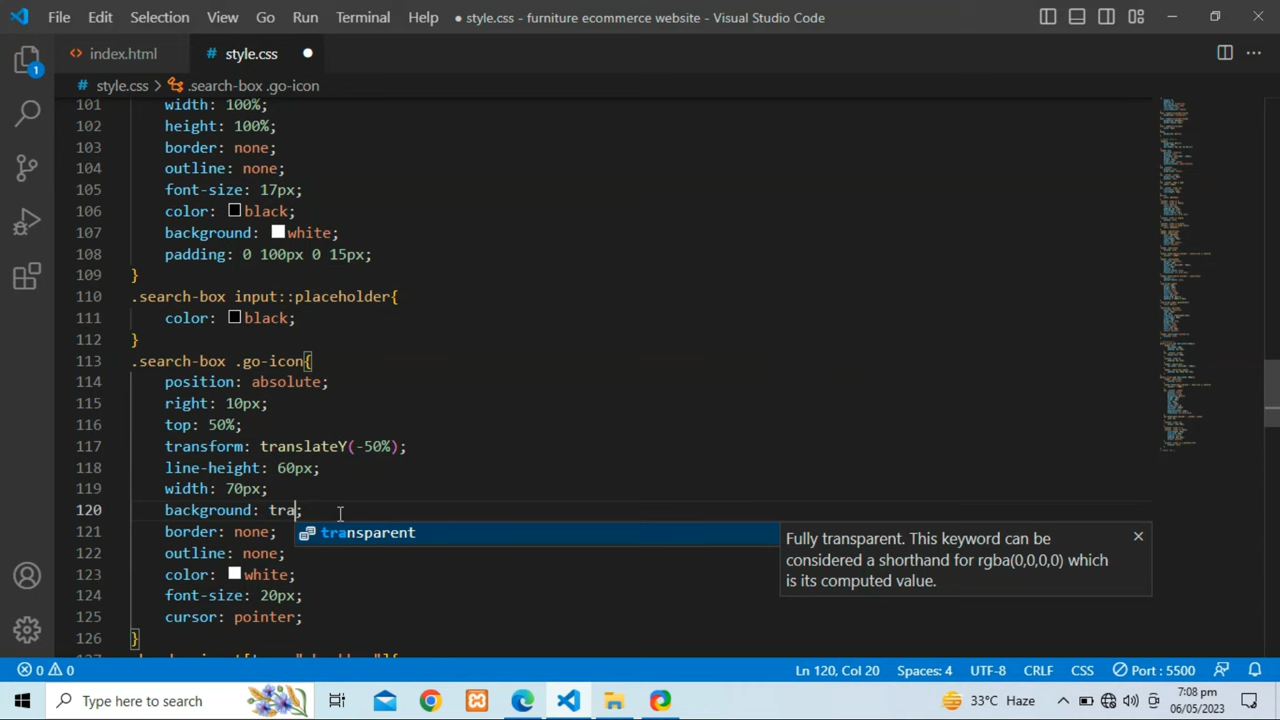 File Edit Selection View Go Run Terminal Help ● style.css - furniture ecommerce website - Visual Studio Code
<> index.html # style.css ●
# style.css > .search-box .go-icon
101 width: 100%;
102 height: 100%;
103 border: none;
104 outline: none;
105 font-size: 17px;
106 color: black;
107 background: white;
108 padding: 0 100px 0 15px;
109 }
110 .search-box input::placeholder{
111 color: black;
112 }
113 .search-box .go-icon{
114 position: absolute;
115 right: 10px;
116 top: 50%;
117 transform: translateY(-50%);
118 line-height: 60px;
119 width: 70px;
120 background: tra;
transparent
Fully transparent. This keyword can be
considered a shorthand for rgba(0,0,0,0) which
is its computed value.
121 border: none;
122 outline: none;
123 color: white;
124 font-size: 20px;
125 cursor: pointer;
126 }
1
0 0 Ln 120, Col 20 Spaces: 4 UTF-8 CRLF CSS Port : 5500
Type here to search 33°C Haze 7:08 pm
06/05/2023